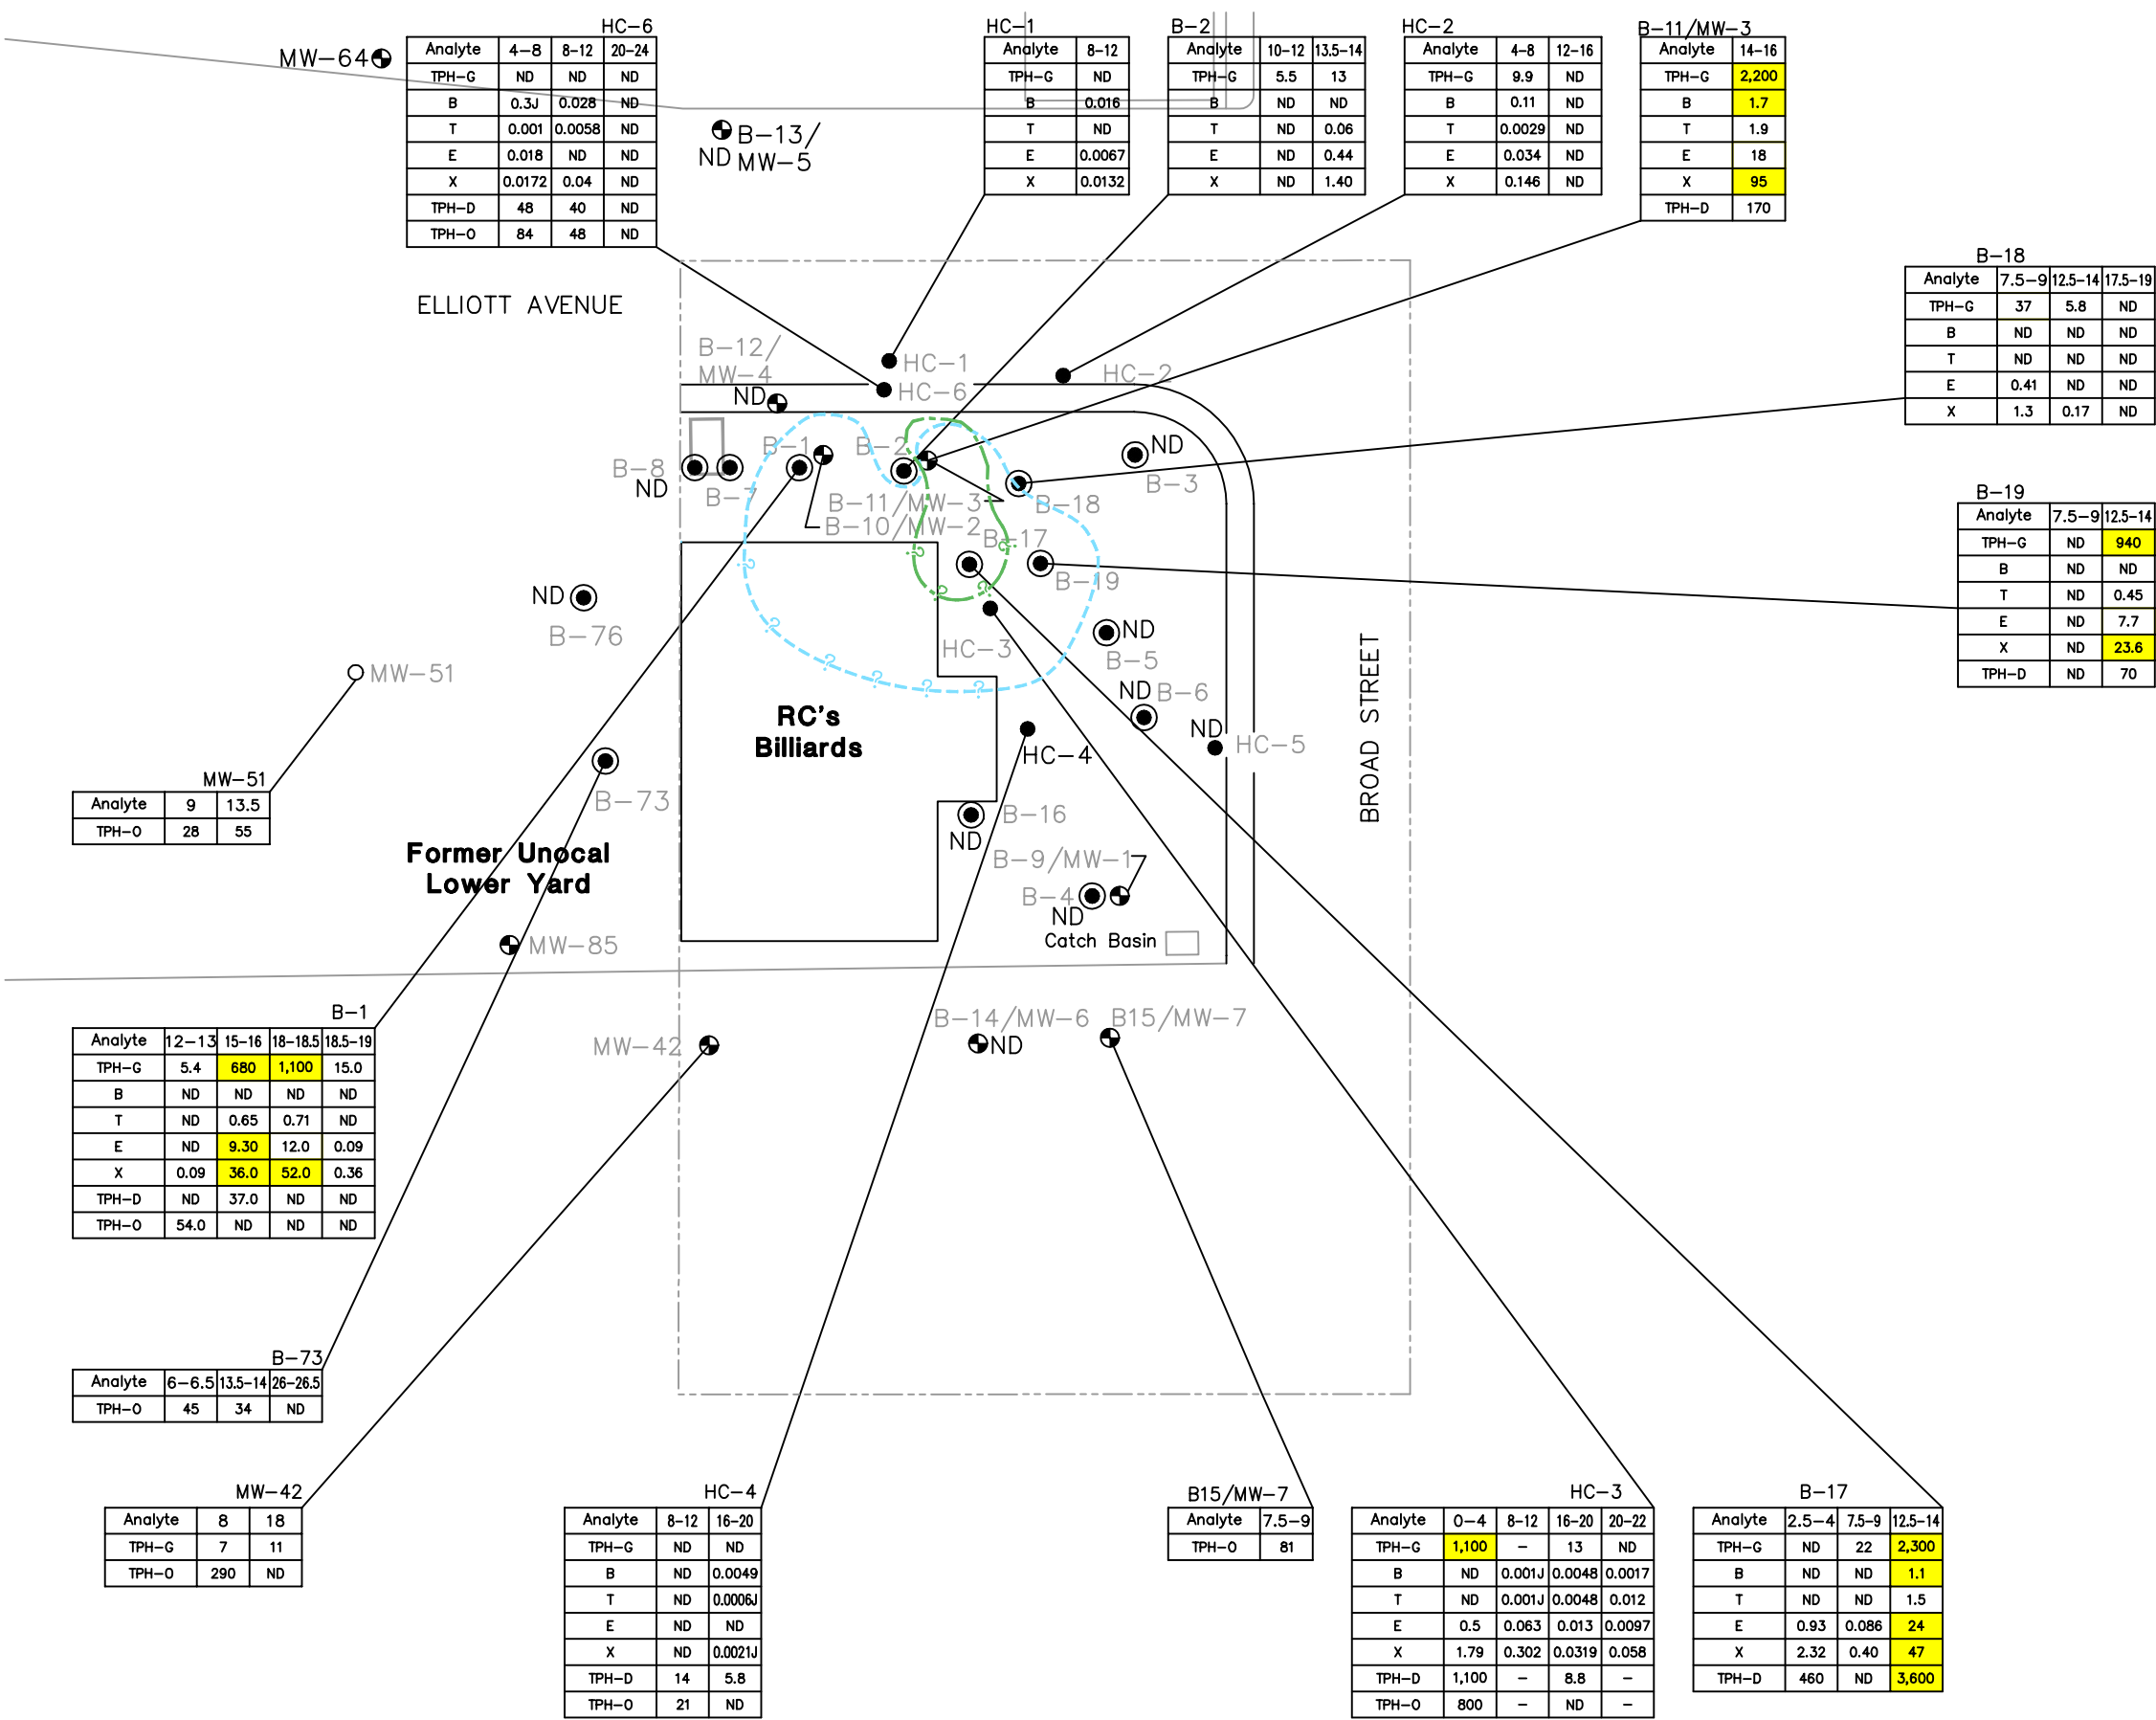 HC-6
Analyte 4-8 8-12 20-24
TPH-G ND ND ND
B 0.3J 0.028 ND
T 0.001 0.0058 ND
E 0.018 ND ND
X 0.0172 0.04 ND
TPH-D 48 40 ND
TPH-O 84 48 ND
HC-1
Analyte 8-12
TPH-G ND
B 0.016
T ND
E 0.0067
X 0.0132
B-2
Analyte 10-12 13.5-14
TPH-G 5.5 13
B ND ND
T ND 0.06
E ND 0.44
X ND 1.40
HC-2
Analyte 4-8 12-16
TPH-G 9.9 ND
B 0.11 ND
T 0.0029 ND
E 0.034 ND
X 0.146 ND
B-11/MW-3
Analyte 14-16
TPH-G 2,200
B 1.7
T 1.9
E 18
X 95
TPH-D 170
MW-64
B-13/
ND MW-5
B-18
Analyte 7.5-9 12.5-14 17.5-19
TPH-G 37 5.8 ND
B ND ND ND
T ND ND ND
E 0.41 ND ND
X 1.3 0.17 ND
ELLIOTT AVENUE
B-12/
MW-4
ND
HC-1
HC-6
HC-2
B-8
ND
B-7
B-1
B-2
B-11/MW-3
B-10/MW-2
B-17
B-18
ND
B-3
B-19
B-19
Analyte 7.5-9 12.5-14
TPH-G ND 940
B ND ND
T ND 0.45
E ND 7.7
X ND 23.6
TPH-D ND 70
? ? ? ? ? ? ? ? ? ? ?
ND
B-76
HC-3
ND
B-5
ND B-6
ND
HC-5
BROAD STREET
MW-51
RC's
Billiards
HC-4
B-73
B-16
ND
MW-51
Analyte 9 13.5
TPH-O 28 55
Former Unocal
Lower Yard
B-9/MW-1
B-4
ND
Catch Basin
MW-85
B-14/MW-6 B15/MW-7
ND
MW-42
B-1
Analyte 12-13 15-16 18-18.5 18.5-19
TPH-G 5.4 680 1,100 15.0
B ND ND ND ND
T ND 0.65 0.71 ND
E ND 9.30 12.0 0.09
X 0.09 36.0 52.0 0.36
TPH-D ND 37.0 ND ND
TPH-O 54.0 ND ND ND
B-73
Analyte 6-6.5 13.5-14 26-26.5
TPH-O 45 34 ND
MW-42
Analyte 8 18
TPH-G 7 11
TPH-O 290 ND
HC-4
Analyte 8-12 16-20
TPH-G ND ND
B ND 0.0049
T ND 0.0006J
E ND ND
X ND 0.0021J
TPH-D 14 5.8
TPH-O 21 ND
B15/MW-7
Analyte 7.5-9
TPH-O 81
HC-3
Analyte 0-4 8-12 16-20 20-22
TPH-G 1,100 - 13 ND
B ND 0.001J 0.0048 0.0017
T ND 0.001J 0.0048 0.012
E 0.5 0.063 0.013 0.0097
X 1.79 0.302 0.0319 0.058
TPH-D 1,100 - 8.8 -
TPH-O 800 - ND -
B-17
Analyte 2.5-4 7.5-9 12.5-14
TPH-G ND 22 2,300
B ND ND 1.1
T ND ND 1.5
E 0.93 0.086 24
X 2.32 0.40 47
TPH-D 460 ND 3,600